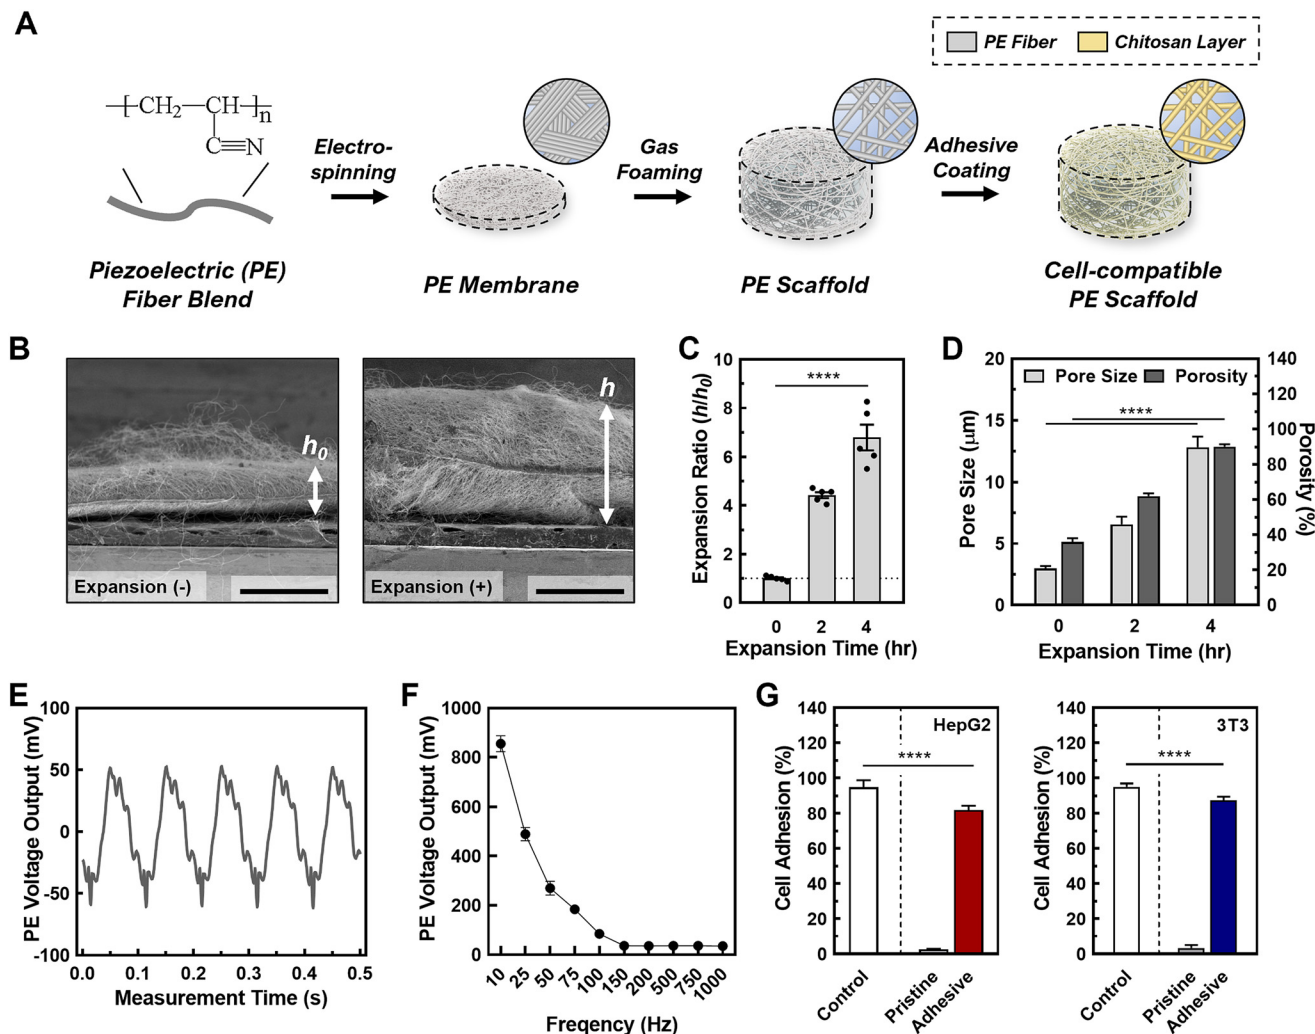 A
PE Fiber
Chitosan Layer
-[-CH2-CH-]-n
C≡N
Electro-
spinning
Gas
Foaming
Adhesive
Coating
Piezoelectric (PE)
Fiber Blend
PE Membrane
PE Scaffold
Cell-compatible
PE Scaffold
B
h0
Expansion (-)
h
Expansion (+)
C
Expansion Ratio (h/h0)
10
8
6
4
2
1
0
****
0 2 4
Expansion Time (hr)
D
Pore Size (μm)
20
15
10
5
0
Pore Size
Porosity
****
140
120
100
80
60
40
20
0
Porosity (%)
0 2 4
Expansion Time (hr)
E
PE Voltage Output (mV)
100
50
0
-50
-100
0.0 0.1 0.2 0.3 0.4 0.5
Measurement Time (s)
F
PE Voltage Output (mV)
1000
800
600
400
200
0
10 25 50 75 100 150 200 500 750 1000
Freqency (Hz)
G
Cell Adhesion (%)
140
120
100
80
60
40
20
0
HepG2
****
Control
Pristine
Adhesive
Cell Adhesion (%)
140
120
100
80
60
40
20
0
3T3
****
Control
Pristine
Adhesive